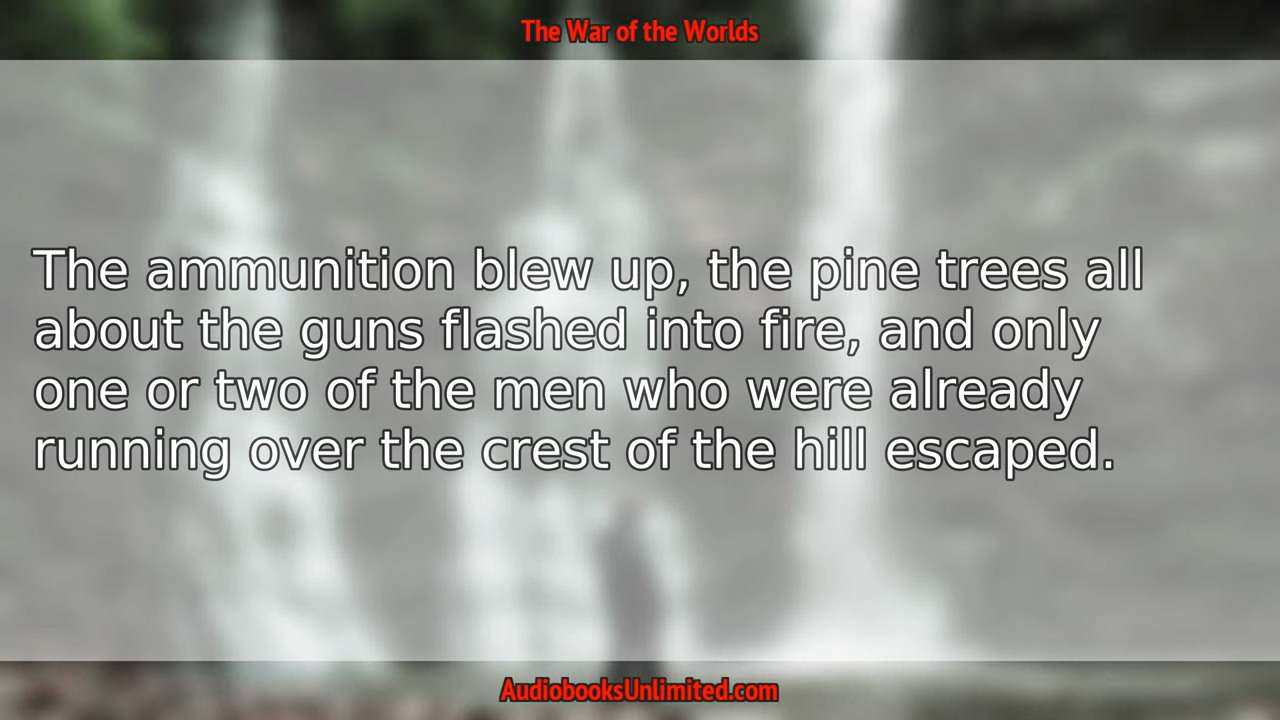 The War of the Worlds
The ammunition blew up, the pine trees all
about the guns flashed into fire, and only
one or two of the men who were already
running over the crest of the hill escaped.
AudiobooksUnlimited.com